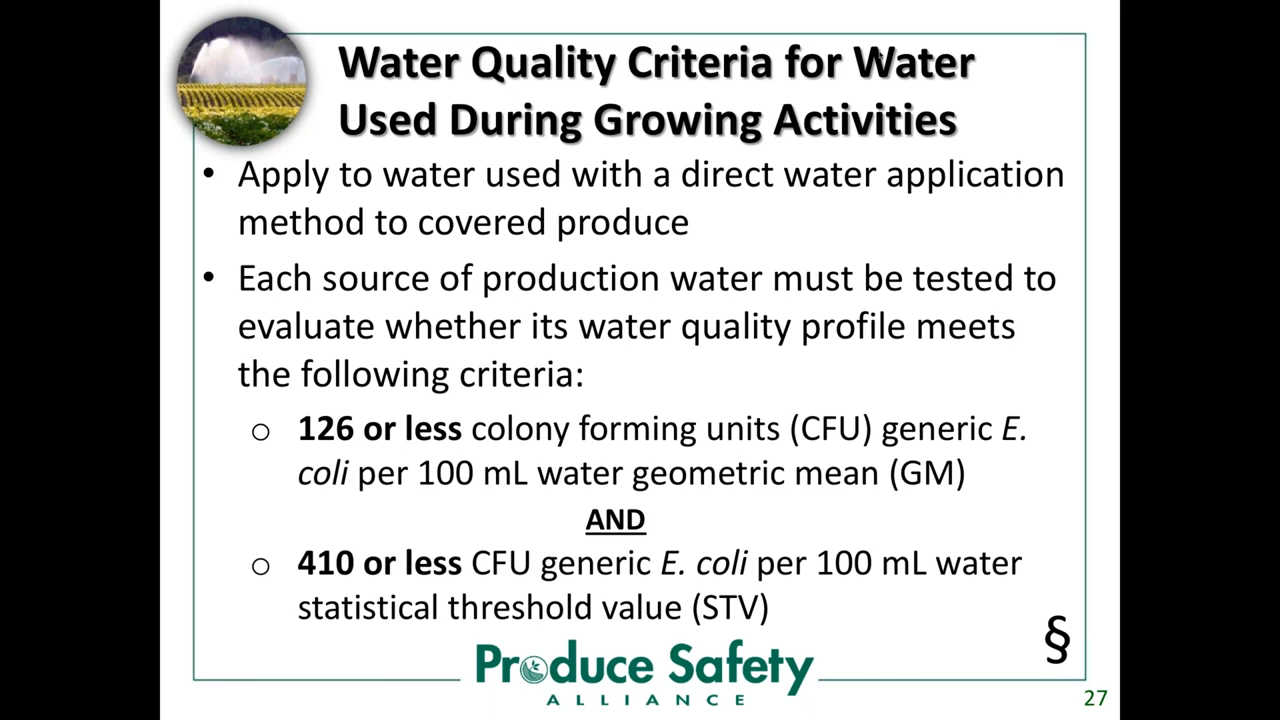 Water Quality Criteria for Water
Used During Growing Activities
• Apply to water used with a direct water application
method to covered produce
• Each source of production water must be tested to
evaluate whether its water quality profile meets
the following criteria:
o 126 or less colony forming units (CFU) generic E.
coli per 100 mL water geometric mean (GM)
AND
o 410 or less CFU generic E. coli per 100 mL water
statistical threshold value (STV)
§
Produce Safety
ALLIANCE
27